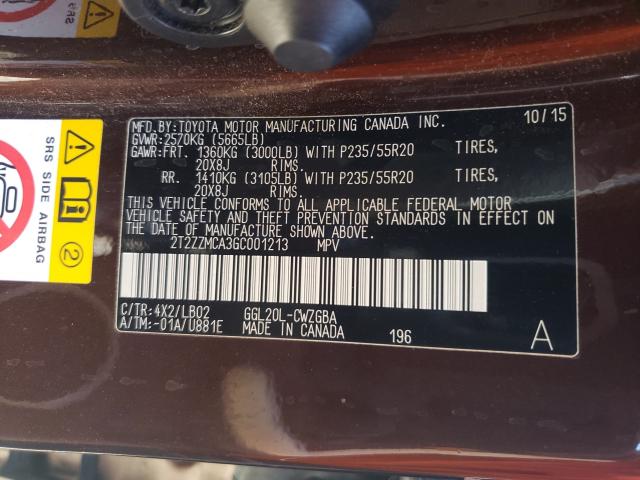 MFD.BY:TOYOTA MOTOR MANUFACTURING CANADA INC. 10/15
GVWR:2570KG (5665LB)
GAWR:FRT. 1360KG (3000LB) WITH P235/55R20 TIRES,
20X8J RIMS.
RR. 1410KG (3105LB) WITH P235/55R20 TIRES,
20X8J RIMS.
THIS VEHICLE CONFORMS TO ALL APPLICABLE FEDERAL MOTOR
VEHICLE SAFETY AND THEFT PREVENTION STANDARDS IN EFFECT ON
THE DATE OF MANUFACTURE SHOWN ABOVE.
2T2ZZMCA3GC001213 MPV
C/TR:4X2/LB02 GGL20L-CWZGBA
A/TM:-01A/U881E MADE IN CANADA 196 A
SRS SIDE AIRBAG
2
SRS